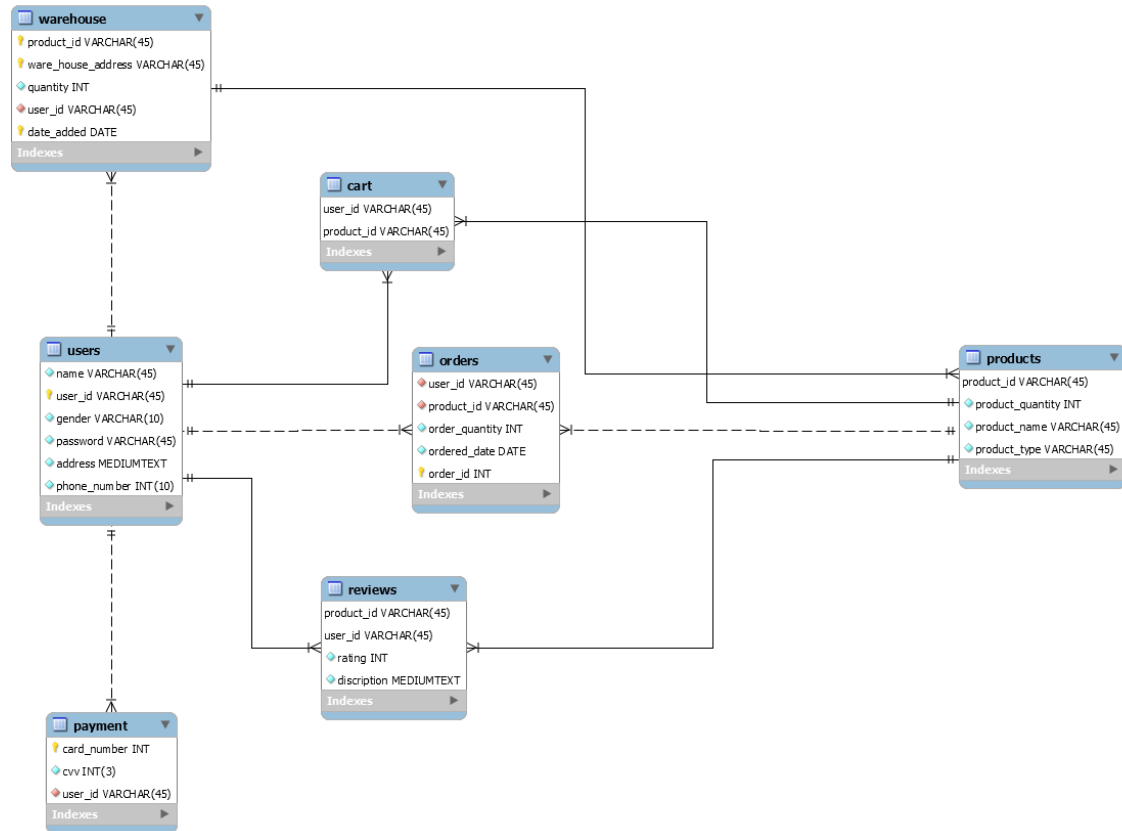 warehouse
product_id VARCHAR(45)
ware_house_address VARCHAR(45)
quantity INT
user_id VARCHAR(45)
date_added DATE
Indexes
cart
user_id VARCHAR(45)
product_id VARCHAR(45)
Indexes
users
name VARCHAR(45)
user_id VARCHAR(45)
gender VARCHAR(10)
password VARCHAR(45)
address MEDIUMTEXT
phone_number INT(10)
Indexes
orders
user_id VARCHAR(45)
product_id VARCHAR(45)
order_quantity INT
ordered_date DATE
order_id INT
Indexes
products
product_id VARCHAR(45)
product_quantity INT
product_name VARCHAR(45)
product_type VARCHAR(45)
Indexes
reviews
product_id VARCHAR(45)
user_id VARCHAR(45)
rating INT
discription MEDIUMTEXT
Indexes
payment
card_number INT
cvv INT(3)
user_id VARCHAR(45)
Indexes